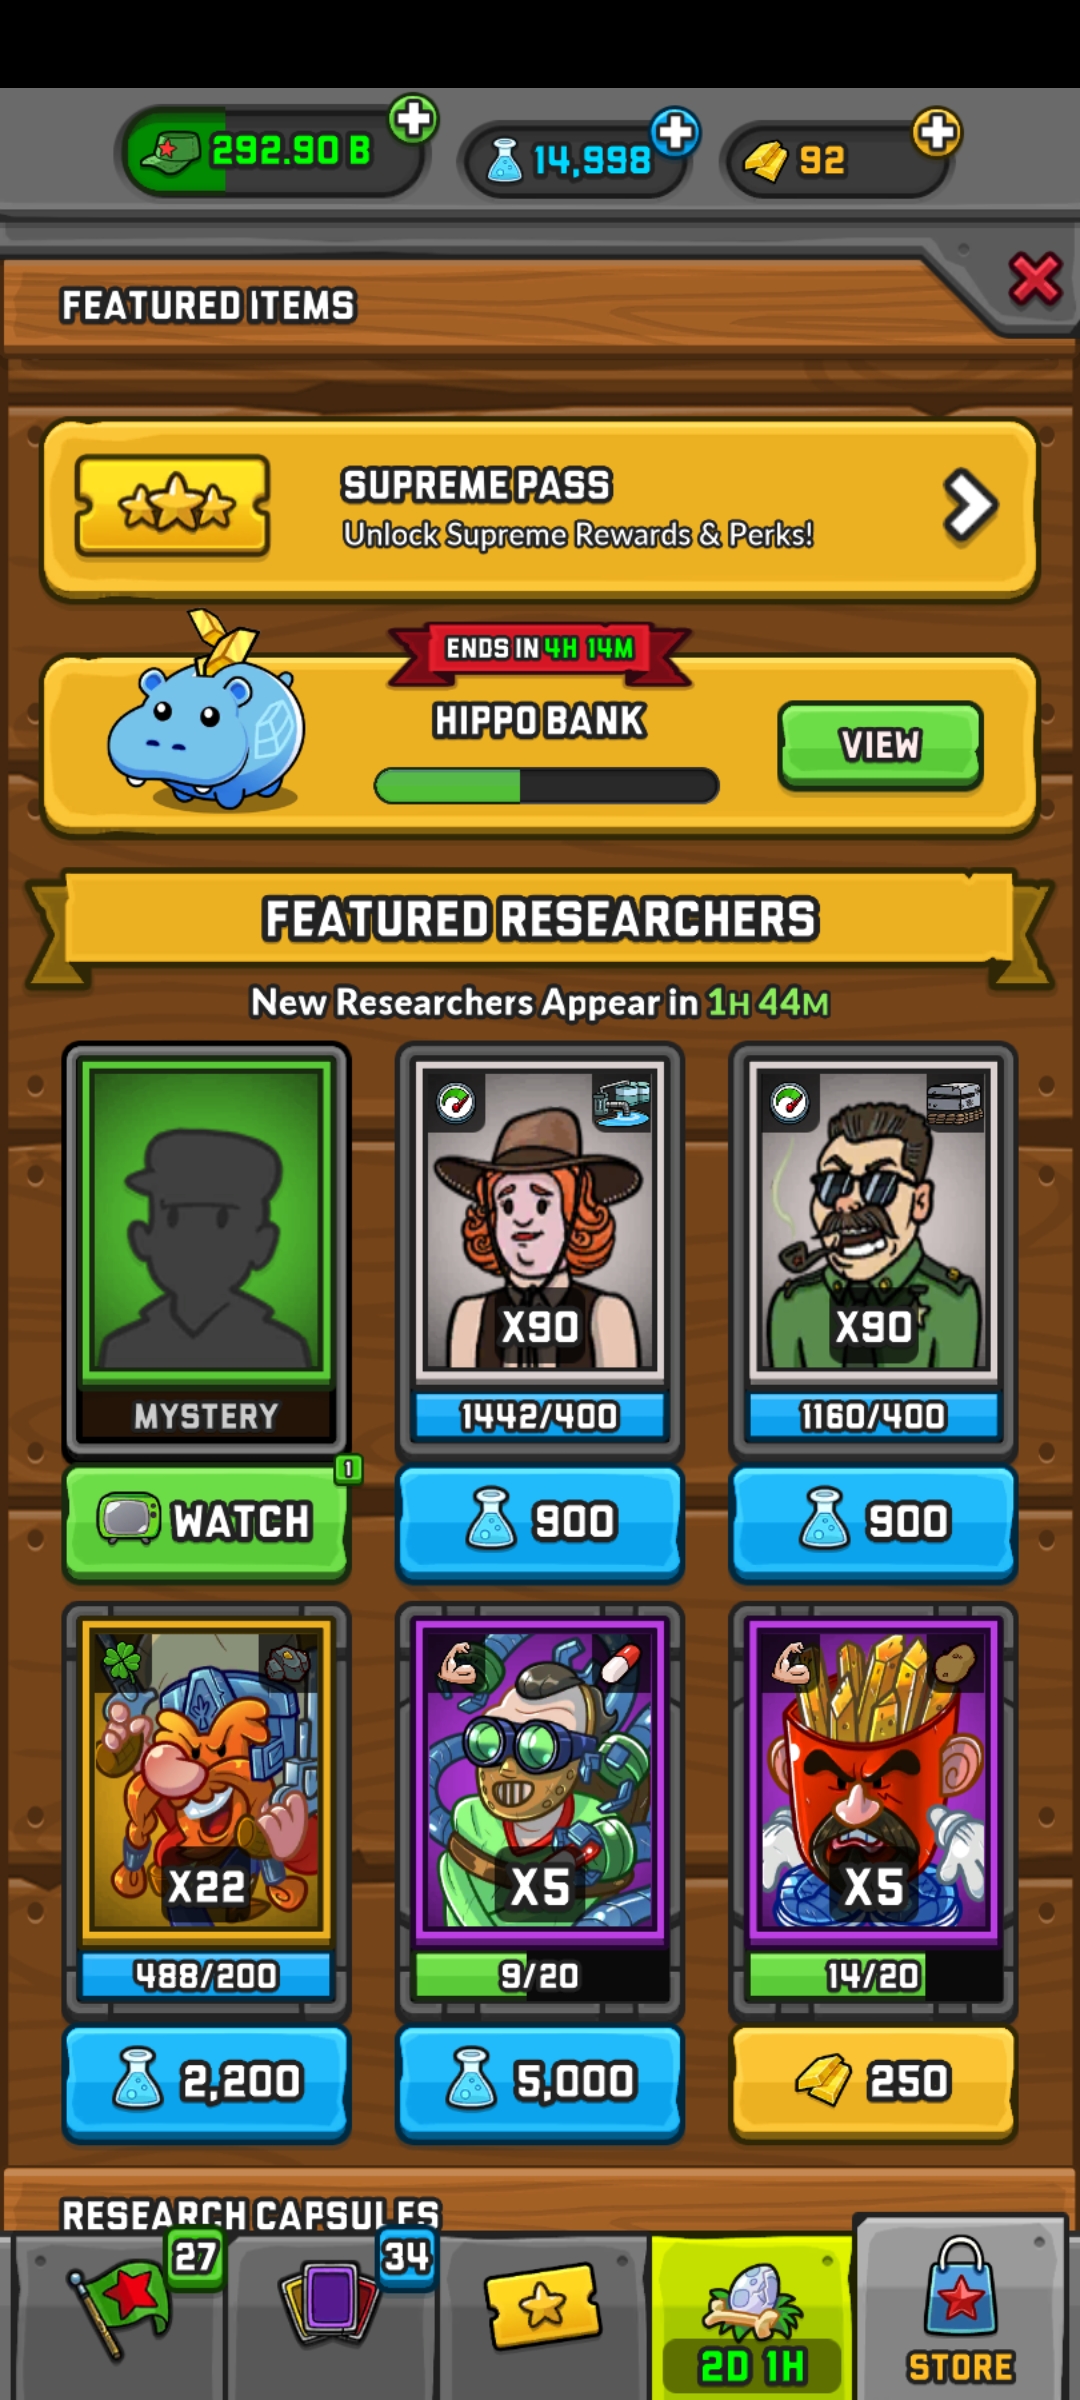 292.90 B
14,998
92
FEATURED ITEMS
SUPREME PASS
Unlock Supreme Rewards & Perks!
ENDS IN 4H 14M
HIPPO BANK
VIEW
FEATURED RESEARCHERS
New Researchers Appear in 1H 44M
X90
X90
MYSTERY
1442/400
1160/400
1
WATCH
900
900
X22
X5
X5
488/200
9/20
14/20
2,200
5,000
250
RESEARCH CAPSULES
27
34
2D 1H
STORE